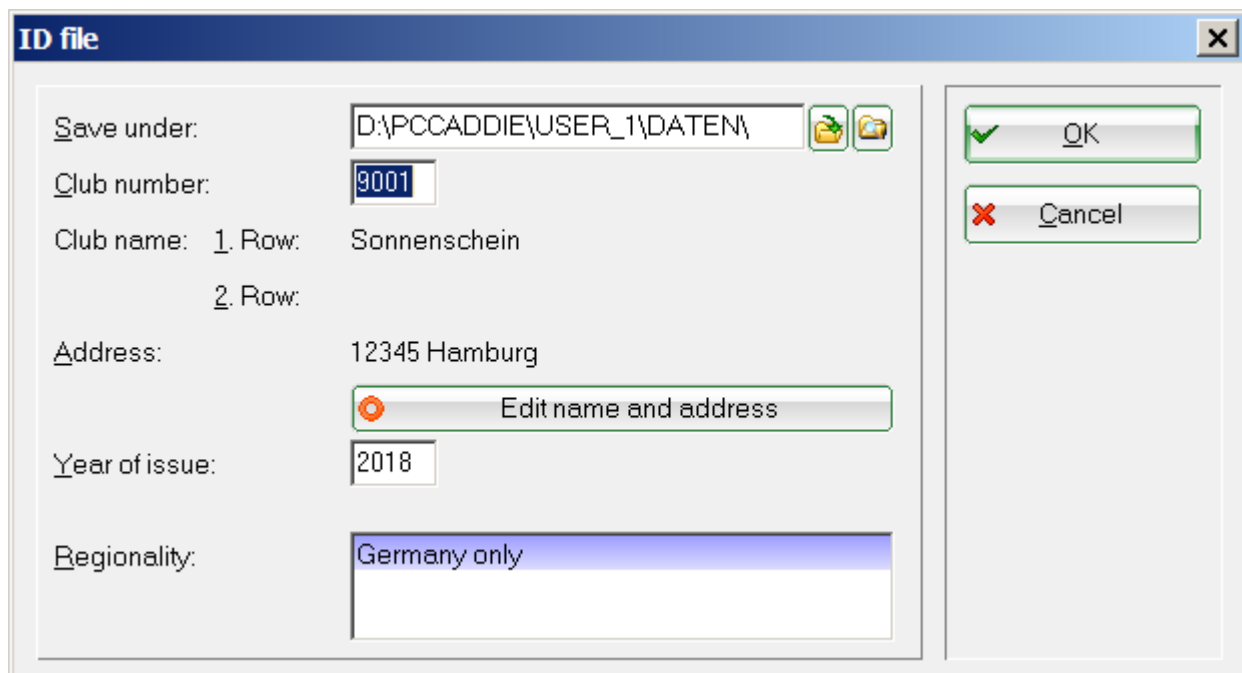 ID file
Save under: D:\PCCADDIE\USER_1\DATEN\
OK
Club number: 9001
Cancel
Club name: 1. Row: Sonnenschein
2. Row:
Address: 12345 Hamburg
Edit name and address
Year of issue: 2018
Regionality: Germany only